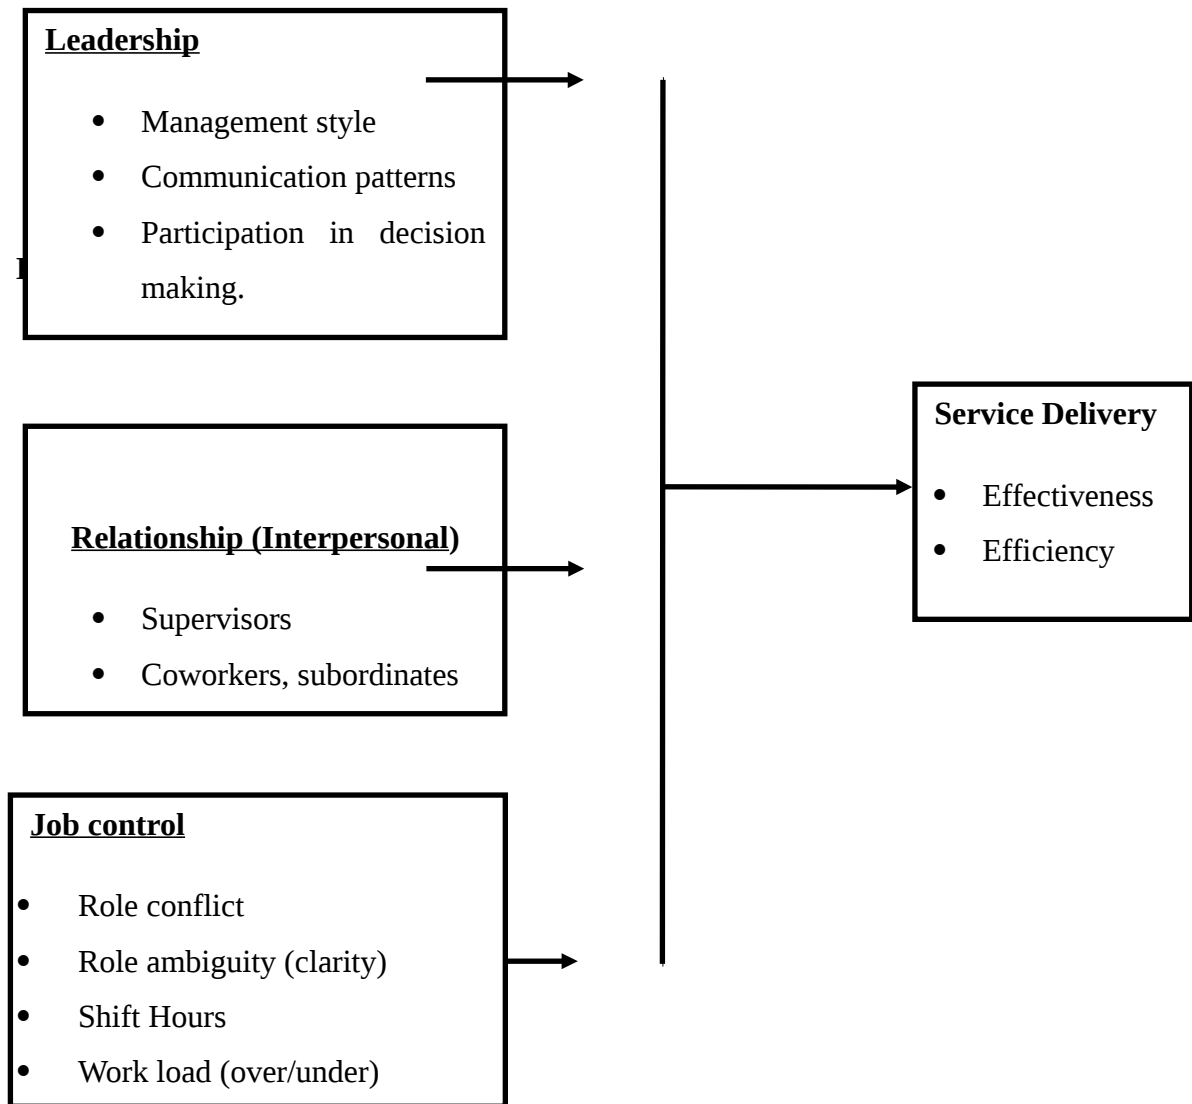 Leadership
• Management style
• Communication patterns
• Participation in decision
making.
Relationship (Interpersonal)
• Supervisors
• Coworkers, subordinates
Job control
• Role conflict
• Role ambiguity (clarity)
• Shift Hours
• Work load (over/under)
Service Delivery
• Effectiveness
• Efficiency